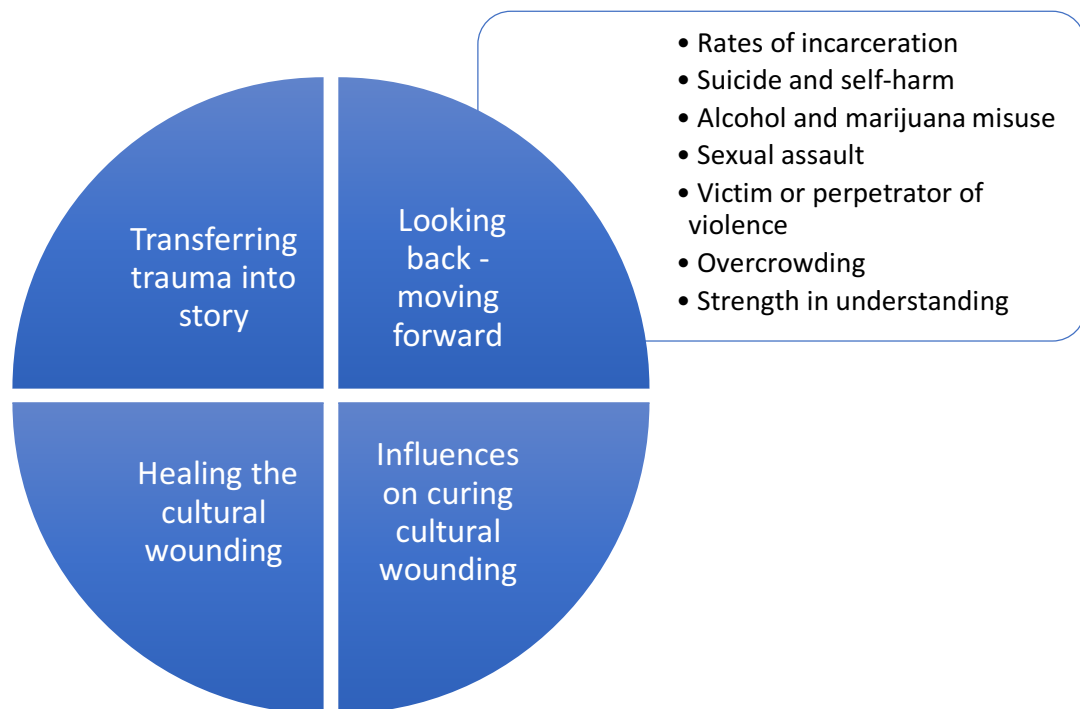 • Rates of incarceration
• Suicide and self-harm
• Alcohol and marijuana misuse
• Sexual assault
• Victim or perpetrator of
violence
• Overcrowding
• Strength in understanding
Transferring
trauma into
story
Looking
back -
moving
forward
Healing the
cultural
wounding
Influences
on curing
cultural
wounding